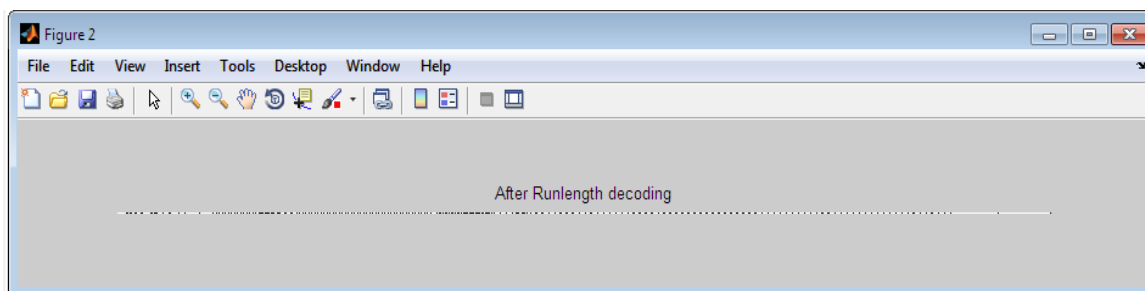 Figure 2
File Edit View Insert Tools Desktop Window Help
After Runlength decoding